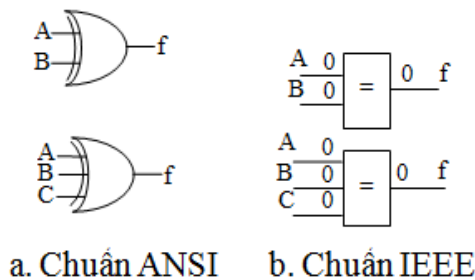 A
B
f
A
B
C
f
A 0
B 0
=
0 f
A 0
B 0
C 0
=
0 f
a. Chuẩn ANSI
b. Chuẩn IEEE